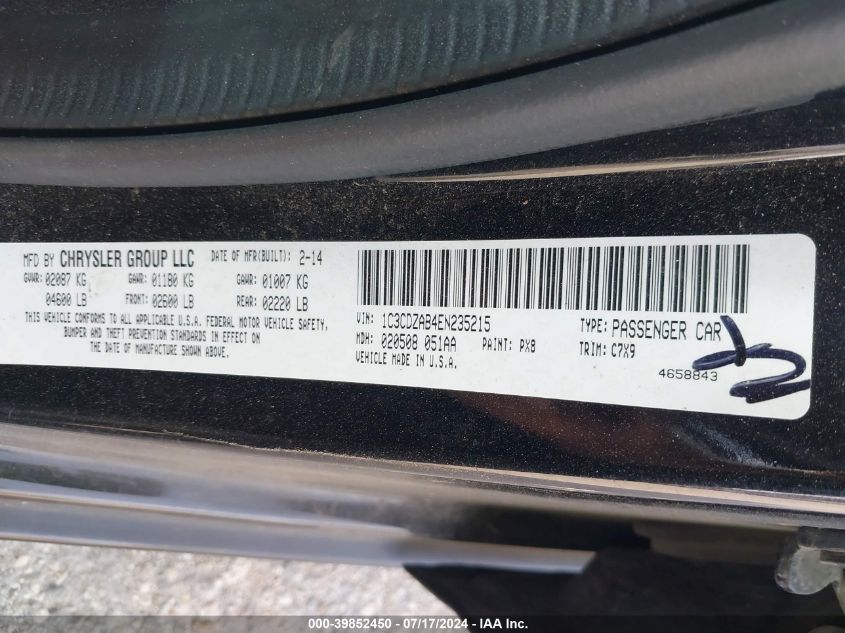 MFD BY CHRYSLER GROUP LLC DATE OF MFR(BUILT): 2-14
GVWR: 02087 KG GAWR: 01180 KG GAWR: 01007 KG
04600 LB FRONT: 02600 LB REAR: 02220 LB
THIS VEHICLE CONFORMS TO ALL APPLICABLE U.S.A. FEDERAL MOTOR VEHICLE SAFETY,
BUMPER AND THEFT PREVENTION STANDARDS IN EFFECT ON
THE DATE OF MANUFACTURE SHOWN ABOVE.
VIN: 1C3CDZAB4EN235215 TYPE: PASSENGER CAR
MDH: 020508 051AA PAINT: PX8 TRIM: C7X9
VEHICLE MADE IN U.S.A. 4658843
000-39852450 - 07/17/2024 - IAA Inc.